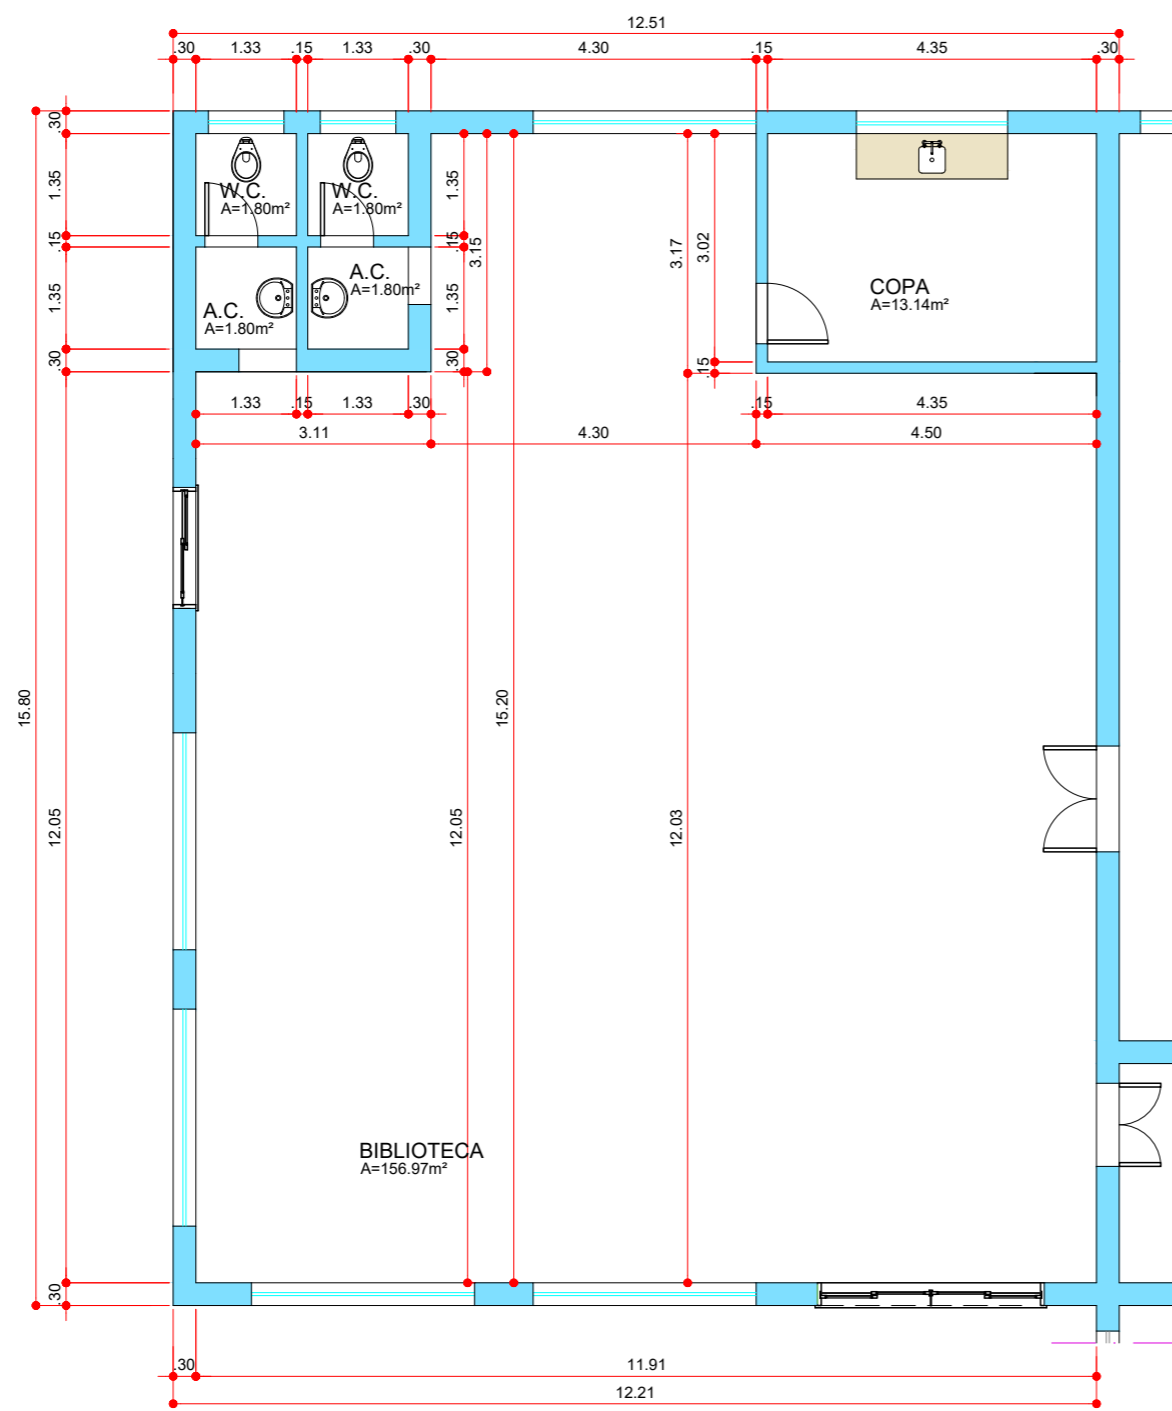 12.51
.30 1.33 .15 1.33 .30 4.30 .15 4.35 .30
.30
1.35
.15
1.35
.30
12.05
.30
15.80
W.C.
A=1.80m²
W.C.
A=1.80m²
A.C.
A=1.80m²
A.C.
A=1.80m²
1.35
.15
1.35
.30
3.15
3.17
3.02
.15
COPA
A=13.14m²
1.33 .15 1.33 .30 .15 4.35
3.11 4.30 4.50
12.05
15.20
12.03
BIBLIOTECA
A=156.97m²
.30 11.91
12.21